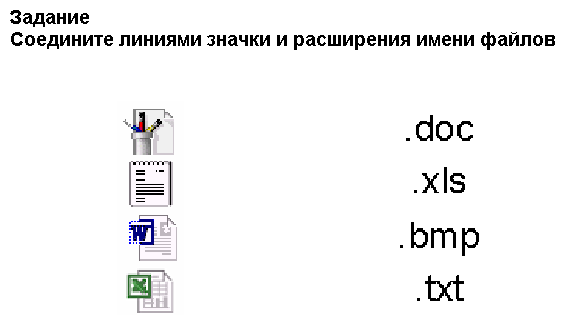 Задание
Соедините линиями значки и расширения имени файлов
.doc
.xls
W
.bmp
X
.txt